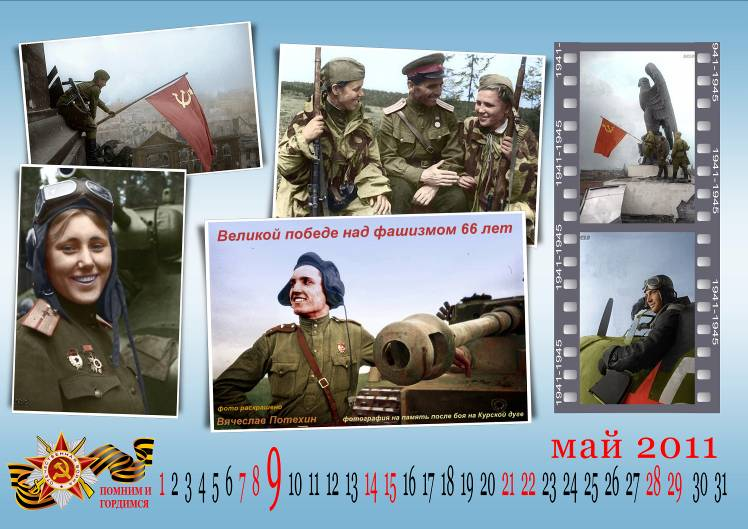 Великой победе над фашизмом 66 лет
фото раскрашено
Вячеслав Потехин
фотография на память после боя на Курской дуге
1941-1945
1941-1945
1941-1945
1941-1945
1941-1945
1941-1945
1941-1945
май 2011
ПОМНИМ И
ГОРДИМСЯ
1 2 3 4 5 6 7 8 9 10 11 12 13 14 15 16 17 18 19 20 21 22 23 24 25 26 27 28 29 30 31